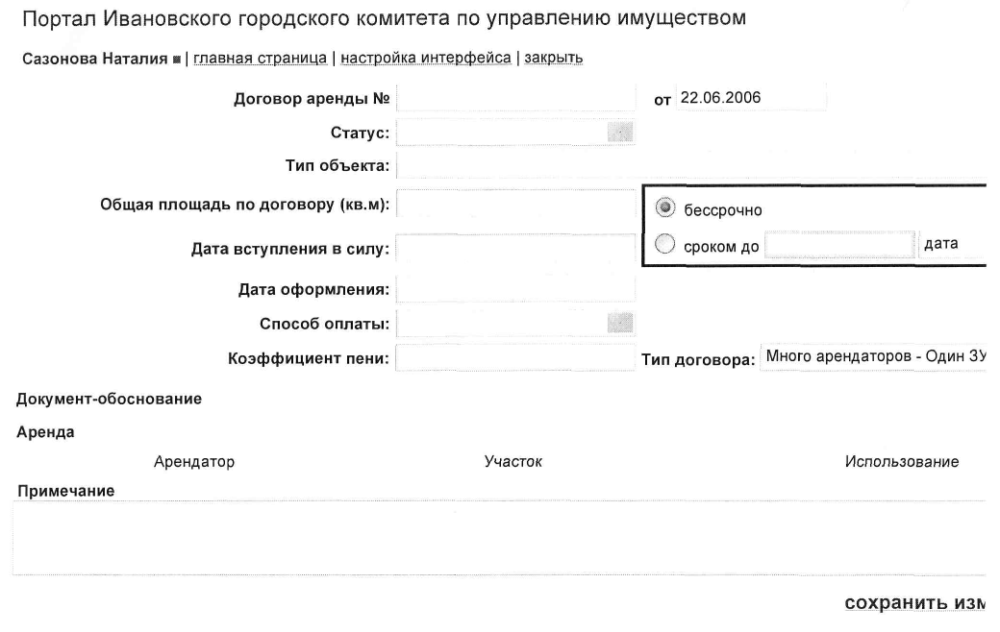 Портал Ивановского городского комитета по управлению имуществом
Сазонова Наталия | главная страница | настройка интерфейса | закрыть
Договор аренды № от 22.06.2006
Статус:
Тип объекта:
Общая площадь по договору (кв.м):
бессрочно
Дата вступления в силу:
сроком до дата
Дата оформления:
Способ оплаты:
Коэффициент пени: Тип договора: Много арендаторов - Один ЗУ
Документ-обоснование
Аренда
Арендатор Участок Использование
Примечание
сохранить изм